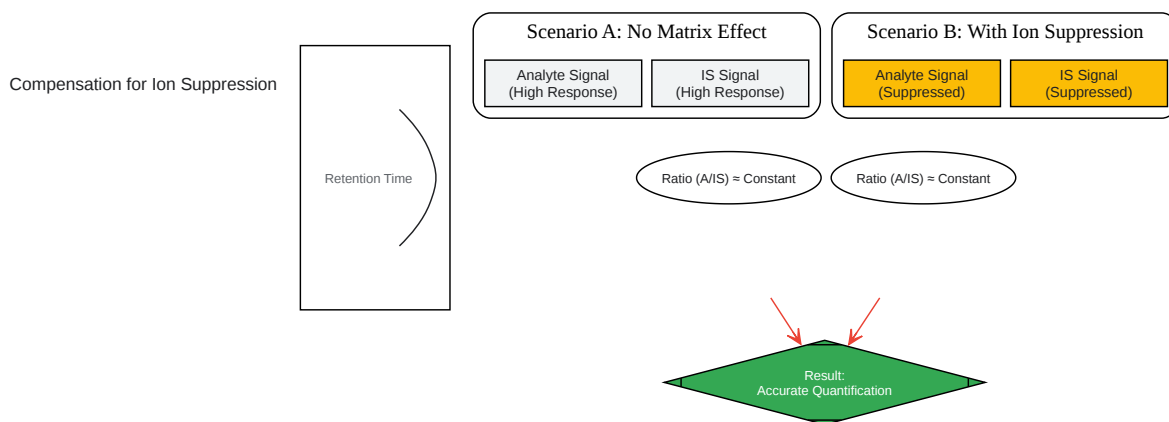 Compensation for Ion Suppression
Retention Time
Scenario A: No Matrix Effect
Analyte Signal
(High Response)
IS Signal
(High Response)
Scenario B: With Ion Suppression
Analyte Signal
(Suppressed)
IS Signal
(Suppressed)
Ratio (A/IS) ≈ Constant
Ratio (A/IS) ≈ Constant
Result:
Accurate Quantification